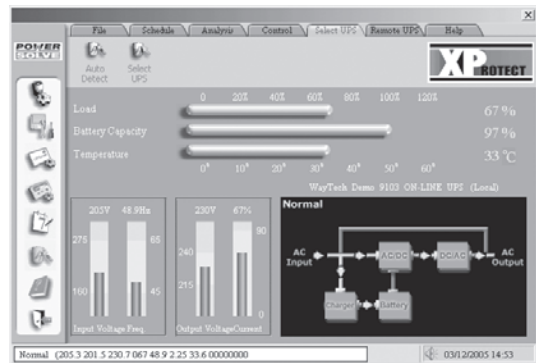 File Schedule Analysis Control Select UPS Remote UPS Help
POWER
SOLVE
Auto
Detect
Select
UPS
XPROTECT
0 20% 40% 60% 80% 100% 120%
Load 67%
Battery Capacity 97%
Temperature 33°C
0° 10° 20° 30° 40° 50° 60°
WayTech Demo 9103 ON-LINE UPS (Local)
205V 48.9Hz
275 65
160 45
Input Voltage Freq.
230V 67%
90
240
215
0
Output Voltage Current
Normal
AC
Input
AC/DC
DC/AC
AC
Output
Charger
Battery
Normal (205.3 201.5 230.7 067 48.9 2.25 33.6 00000000
03/12/2005 14:53